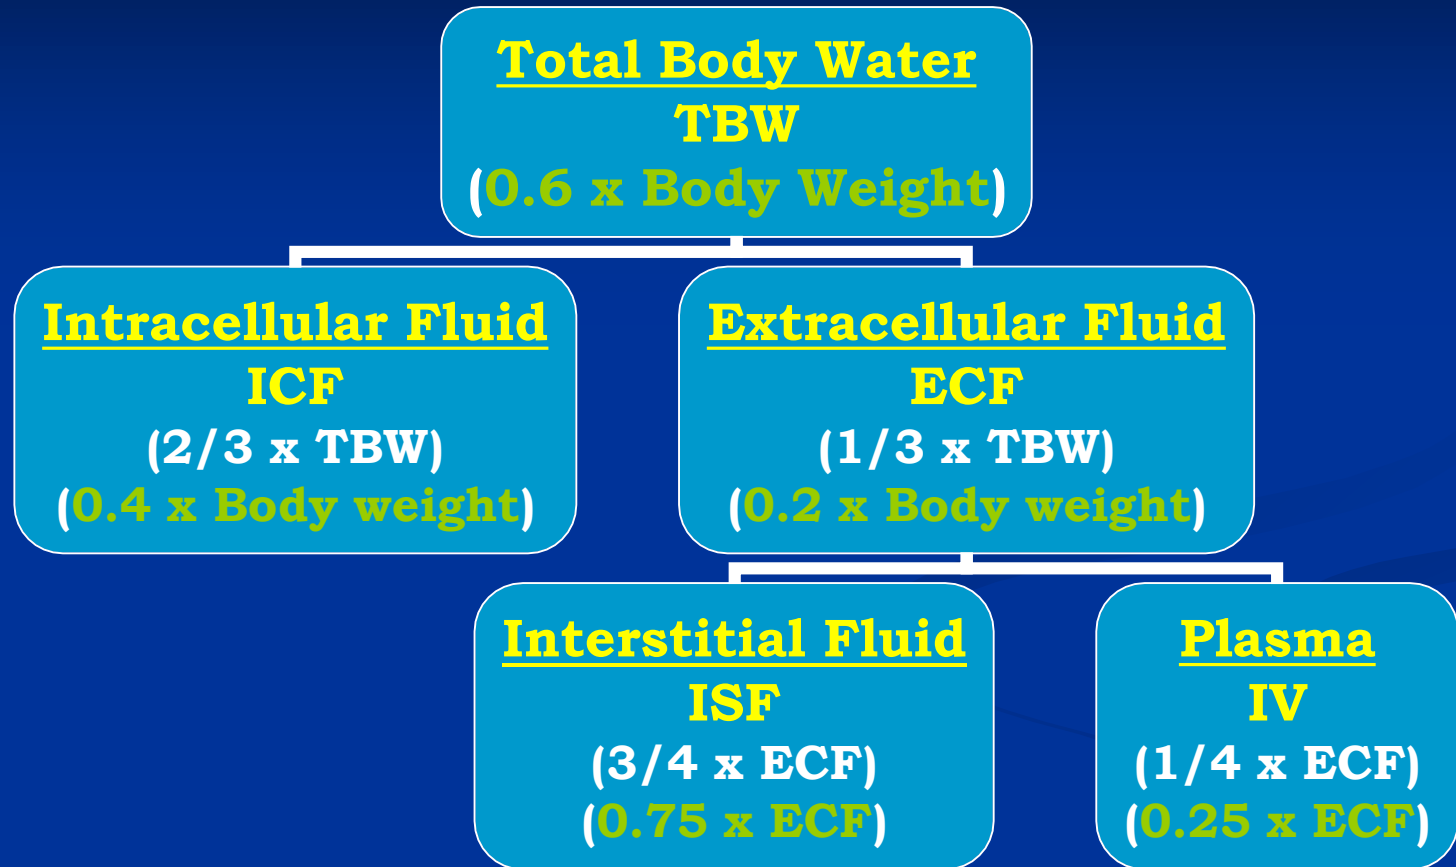 Total Body Water
TBW
(0.6 x Body Weight)
Intracellular Fluid
ICF
(2/3 x TBW)
(0.4 x Body weight)
Extracellular Fluid
ECF
(1/3 x TBW)
(0.2 x Body weight)
Interstitial Fluid
ISF
(3/4 x ECF)
(0.75 x ECF)
Plasma
IV
(1/4 x ECF)
(0.25 x ECF)